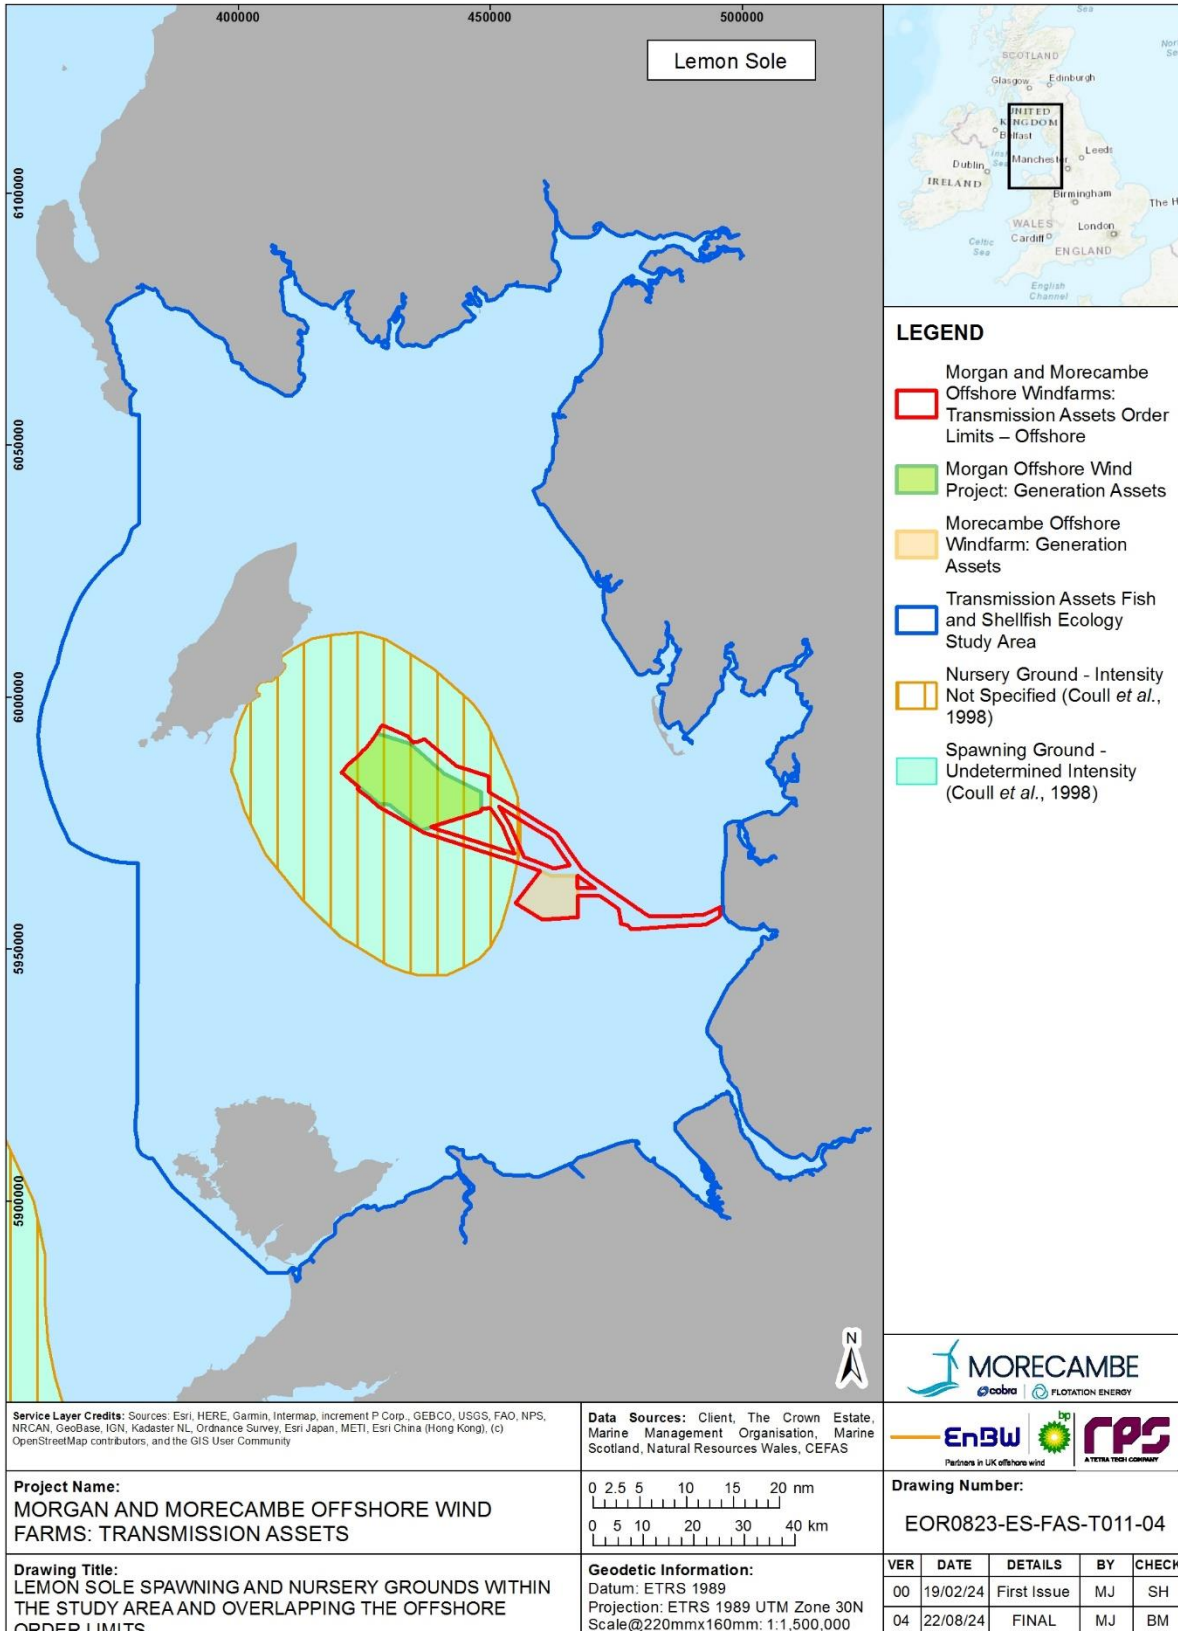 400000
450000
500000
Lemon Sole
6100000
6050000
6000000
5950000
5900000
N
Sea
SCOTLAND
Glasgow
Edinburgh
UNITED
KINGDOM
Belfast
Leeds
Dublin
Manchester
IRELAND
Birmingham
The H
WALES
London
Cardiff
Celtic
Sea
ENGLAND
English
Channel
LEGEND
Morgan and Morecambe
Offshore Windfarms:
Transmission Assets Order
Limits – Offshore
Morgan Offshore Wind
Project: Generation Assets
Morecambe Offshore
Windfarm: Generation
Assets
Transmission Assets Fish
and Shellfish Ecology
Study Area
Nursery Ground - Intensity
Not Specified (Coull et al.,
1998)
Spawning Ground -
Undetermined Intensity
(Coull et al., 1998)
MORECAMBE
cobra FLOTATION ENERGY
EnBW
Partners in UK offshore wind
bp
RPS
A TETRA TECH COMPANY
Service Layer Credits: Sources: Esri, HERE, Garmin, Intermap, increment P Corp., GEBCO, USGS, FAO, NPS,
NRCAN, GeoBase, IGN, Kadaster NL, Ordnance Survey, Esri Japan, METI, Esri China (Hong Kong), (c)
OpenStreetMap contributors, and the GIS User Community
Data Sources: Client, The Crown Estate,
Marine Management Organisation, Marine
Scotland, Natural Resources Wales, CEFAS
Project Name:
MORGAN AND MORECAMBE OFFSHORE WIND
FARMS: TRANSMISSION ASSETS
0 2.5 5 10 15 20 nm
0 5 10 20 30 40 km
Drawing Number:
EOR0823-ES-FAS-T011-04
Drawing Title:
LEMON SOLE SPAWNING AND NURSERY GROUNDS WITHIN
THE STUDY AREA AND OVERLAPPING THE OFFSHORE
ORDER LIMITS
Geodetic Information:
Datum: ETRS 1989
Projection: ETRS 1989 UTM Zone 30N
Scale@220mmx160mm: 1:1,500,000
VER DATE DETAILS BY CHECK
00 19/02/24 First Issue MJ SH
04 22/08/24 FINAL MJ BM